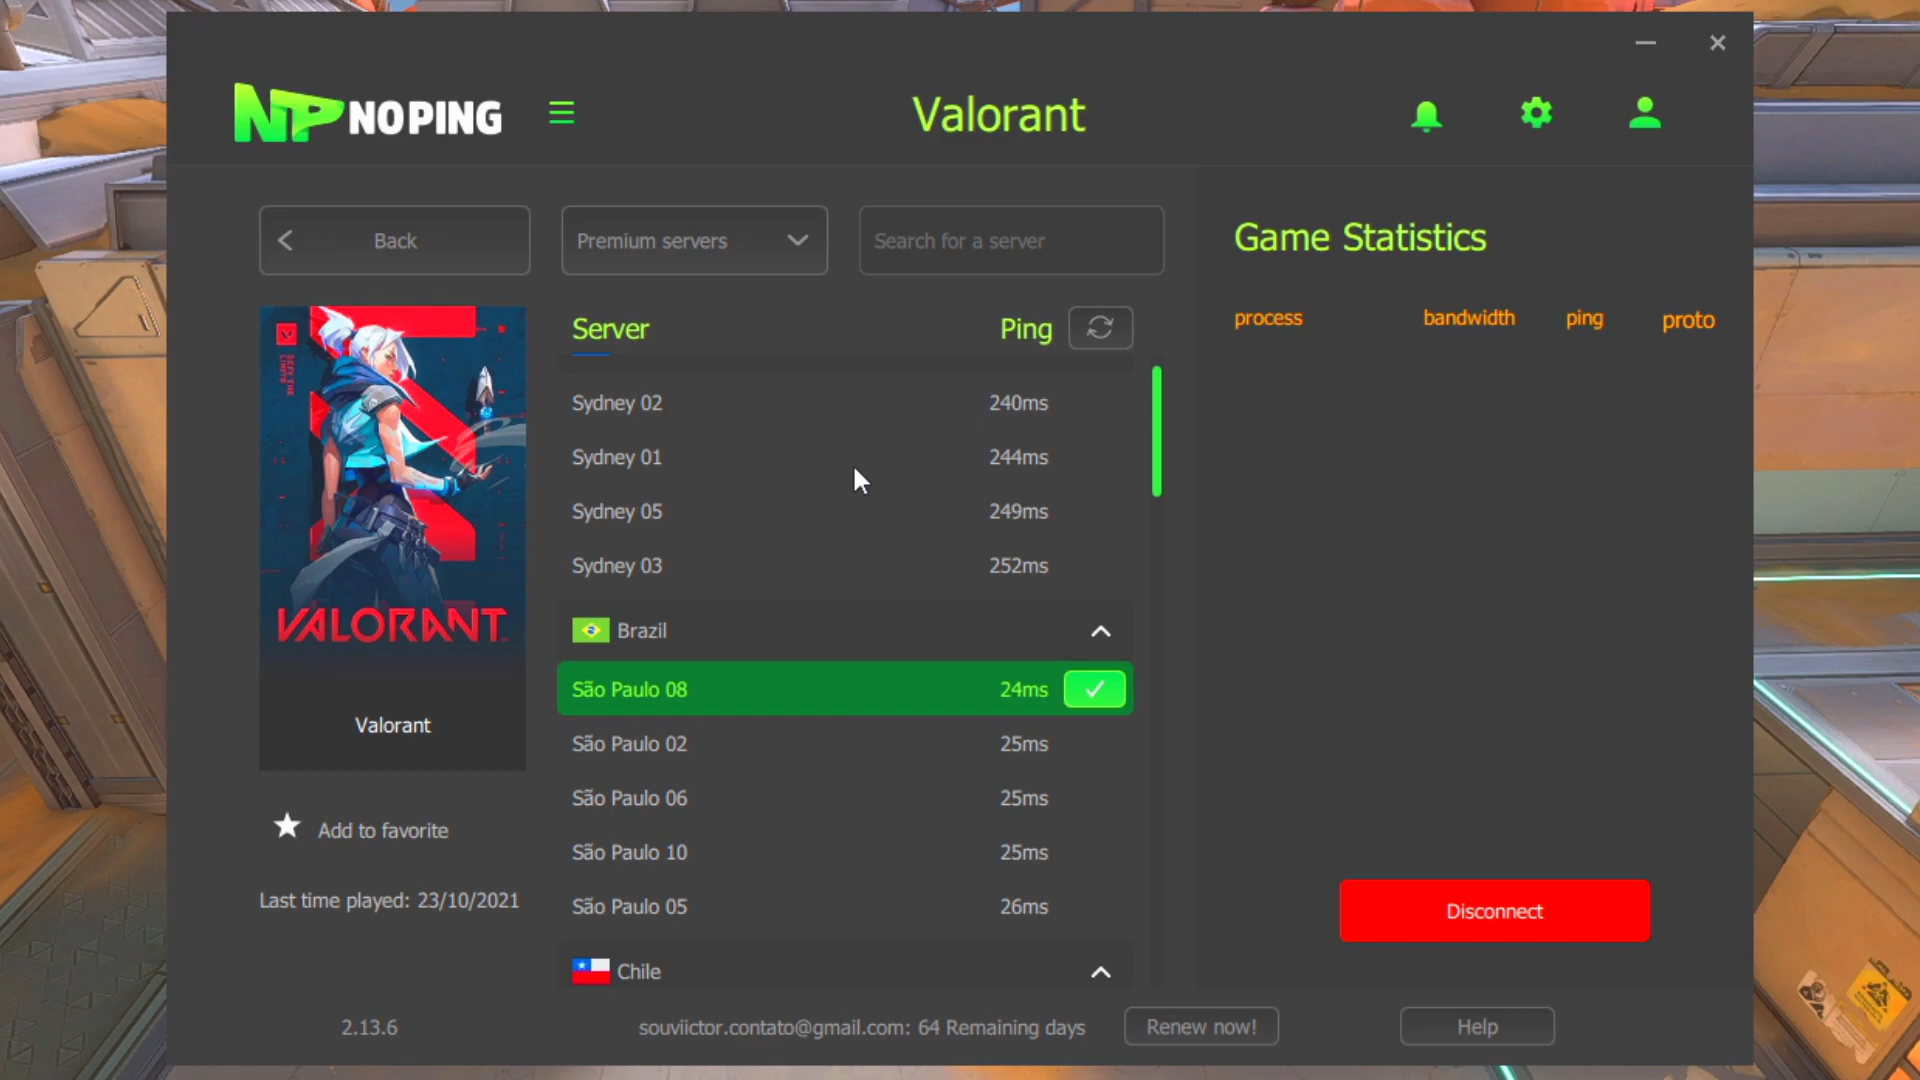 NP NOPING
Valorant
Back
Premium servers
Search for a server
Game Statistics
Server
Ping
process
bandwidth
ping
proto
Sydney 02
240ms
Sydney 01
244ms
Sydney 05
249ms
Sydney 03
252ms
Brazil
São Paulo 08
24ms
São Paulo 02
25ms
São Paulo 06
25ms
São Paulo 10
25ms
São Paulo 05
26ms
Chile
VALORANT
Valorant
Add to favorite
Last time played: 23/10/2021
Disconnect
2.13.6
souviictor.contato@gmail.com: 64 Remaining days
Renew now!
Help